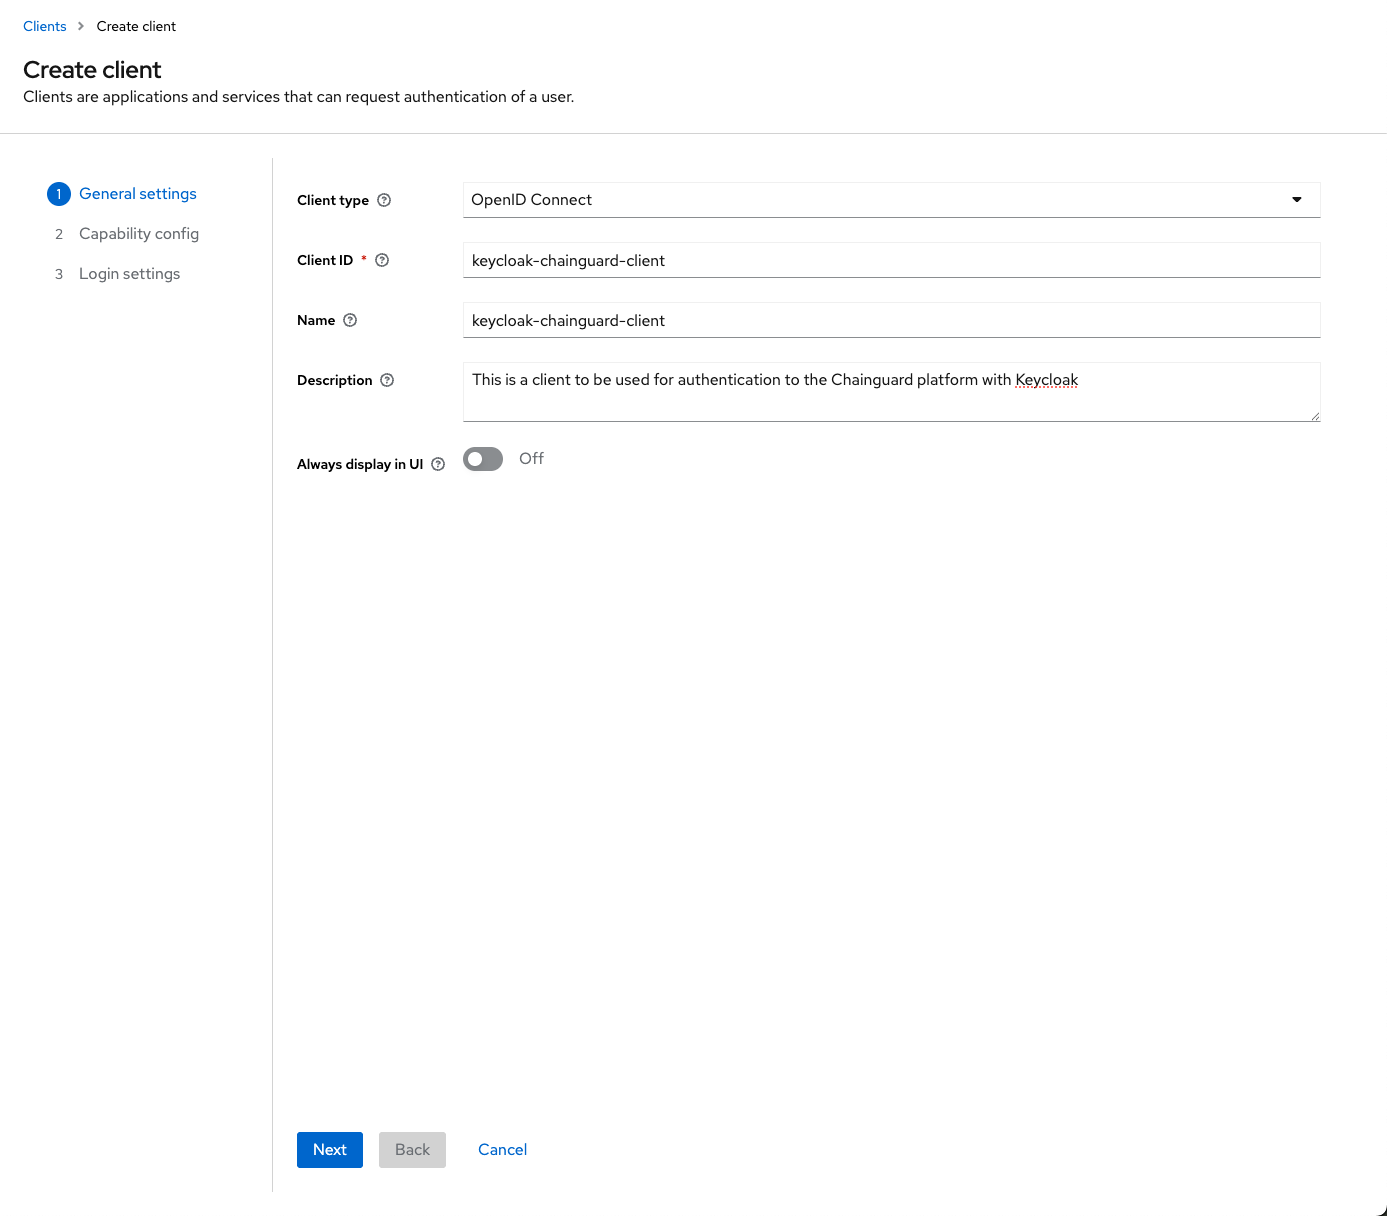 Clients > Create client
Create client
Clients are applications and services that can request authentication of a user.
1 General settings
2 Capability config
3 Login settings
Client type OpenID Connect
Client ID * keycloak-chainguard-client
Name keycloak-chainguard-client
Description This is a client to be used for authentication to the Chainguard platform with Keycloak
Always display in UI Off
Next Back Cancel